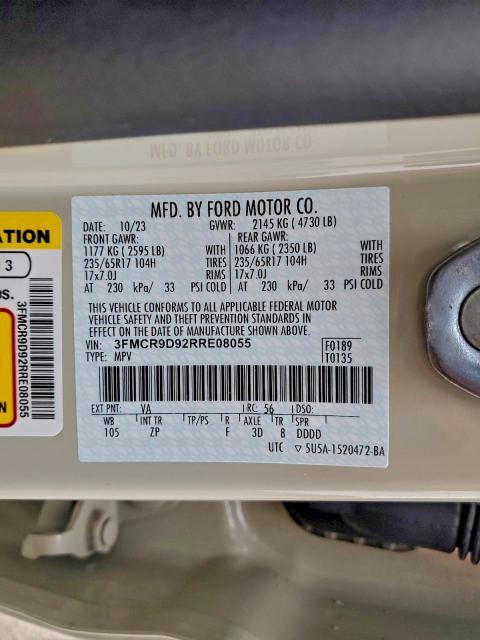 MFD. BY FORD MOTOR CO.
MFD. BY FORD MOTOR CO.
DATE: 10/23 GVWR: 2145 KG ( 4730 LB)
FRONT GAWR: REAR GAWR:
1177 KG ( 2595 LB) WITH 1066 KG ( 2350 LB) WITH
235/65R17 104H TIRES 235/65R17 104H TIRES
17x7.0J RIMS 17x7.0J RIMS
AT 230 kPa/ 33 PSI COLD AT 230 kPa/ 33 PSI COLD
THIS VEHICLE CONFORMS TO ALL APPLICABLE FEDERAL MOTOR
VEHICLE SAFETY AND THEFT PREVENTION STANDARDS IN
EFFECT ON THE DATE OF MANUFACTURE SHOWN ABOVE.
VIN: 3FMCR9D92RRE08055 F0189
TYPE: MPV T0135
EXT PNT: VA RC: 56 DSO:
WB INT TR TP/PS R AXLE TR SPR
105 ZP F 3D 8 DDDD
UTC ▽ 5U5A-1520472-BA
ATION
3
3FMCR9D92RRE08055